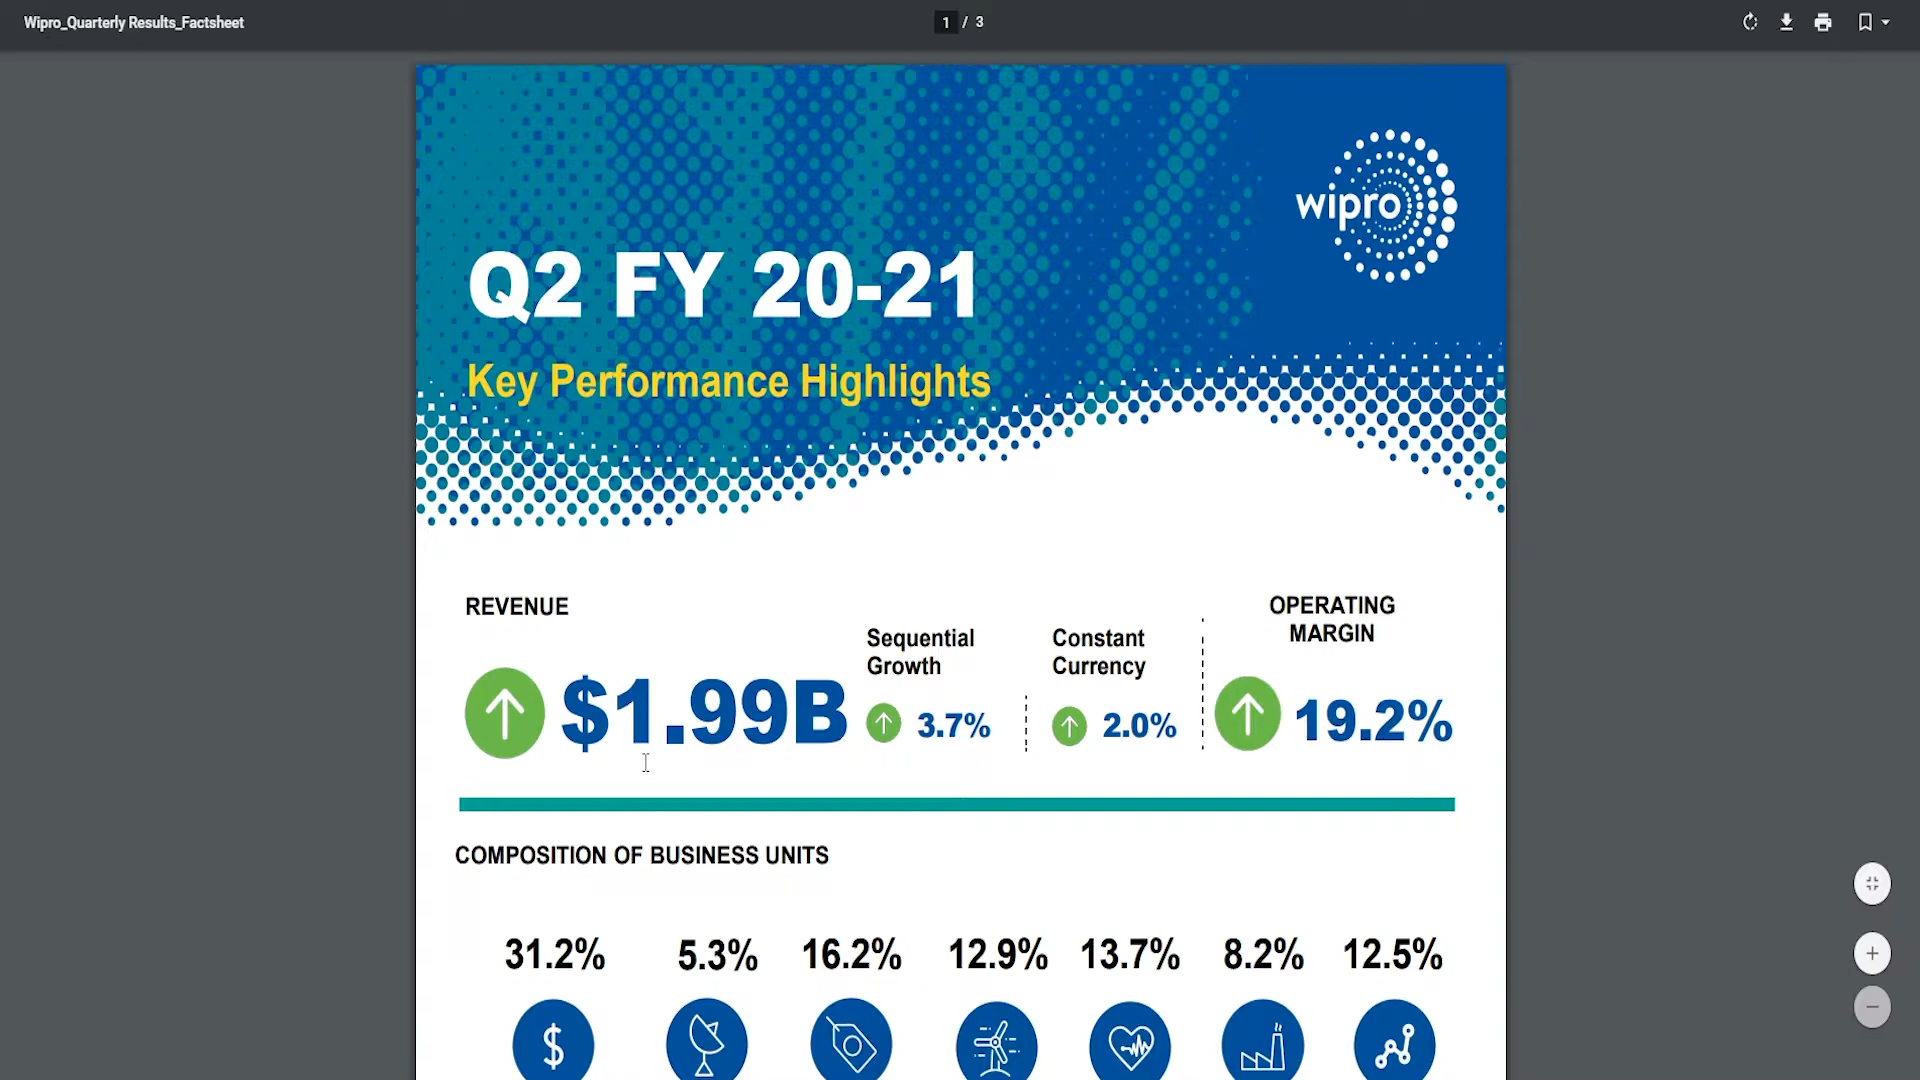 Wipro_Quarterly Results_Factsheet
1 / 3
wipro
Q2 FY 20-21
Key Performance Highlights
REVENUE
$1.99B
Sequential
Growth
3.7%
Constant
Currency
2.0%
OPERATING
MARGIN
19.2%
COMPOSITION OF BUSINESS UNITS
31.2% 5.3% 16.2% 12.9% 13.7% 8.2% 12.5%
$